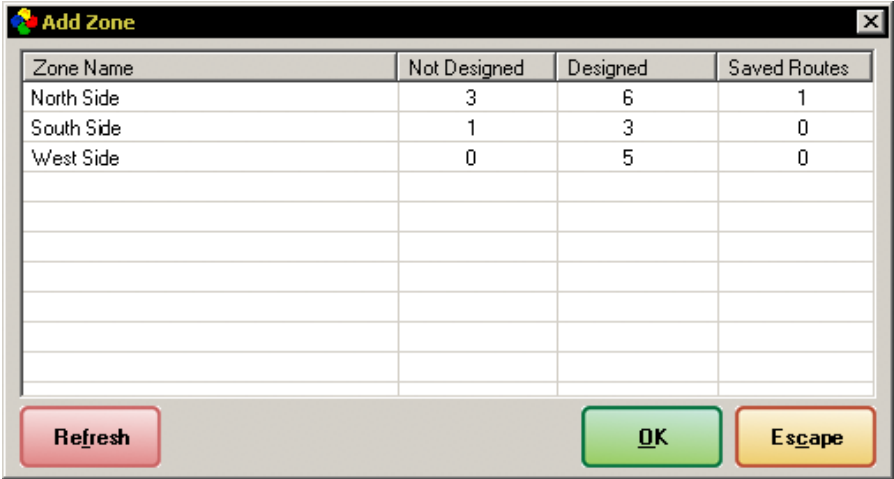 Add Zone
Zone Name Not Designed Designed Saved Routes
North Side 3 6 1
South Side 1 3 0
West Side 0 5 0
Refresh OK Escape